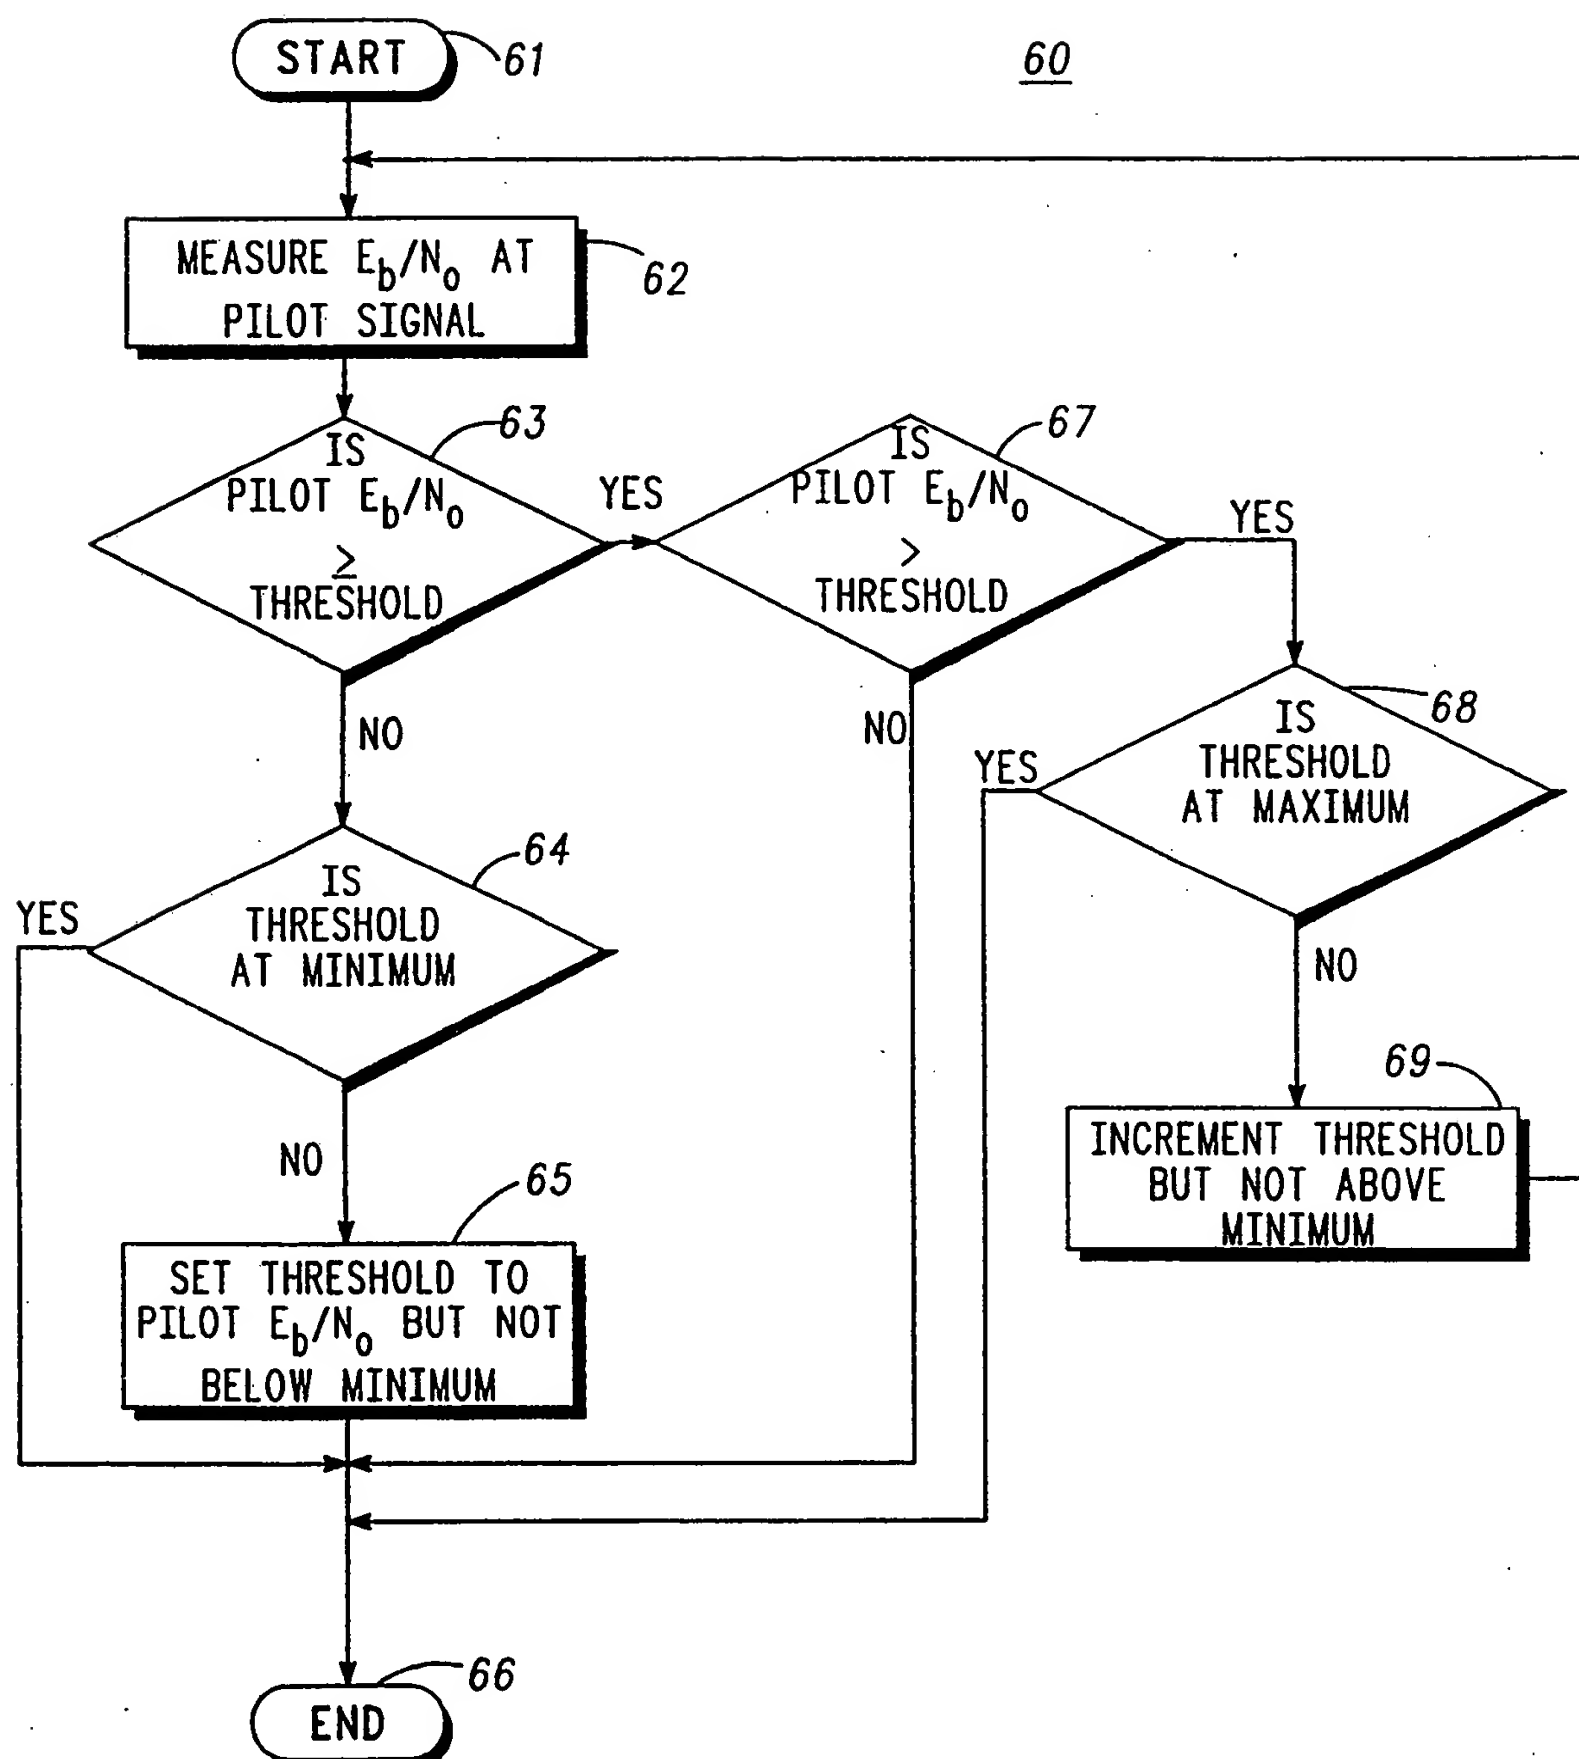 START
61
60
MEASURE Eb/No AT
PILOT SIGNAL
62
IS
PILOT Eb/No
≥
THRESHOLD
63
YES
NO
IS
PILOT Eb/No
>
THRESHOLD
67
YES
NO
IS
THRESHOLD
AT MAXIMUM
68
YES
NO
IS
THRESHOLD
AT MINIMUM
64
YES
NO
INCREMENT THRESHOLD
BUT NOT ABOVE
MINIMUM
69
SET THRESHOLD TO
PILOT Eb/No BUT NOT
BELOW MINIMUM
65
END
66